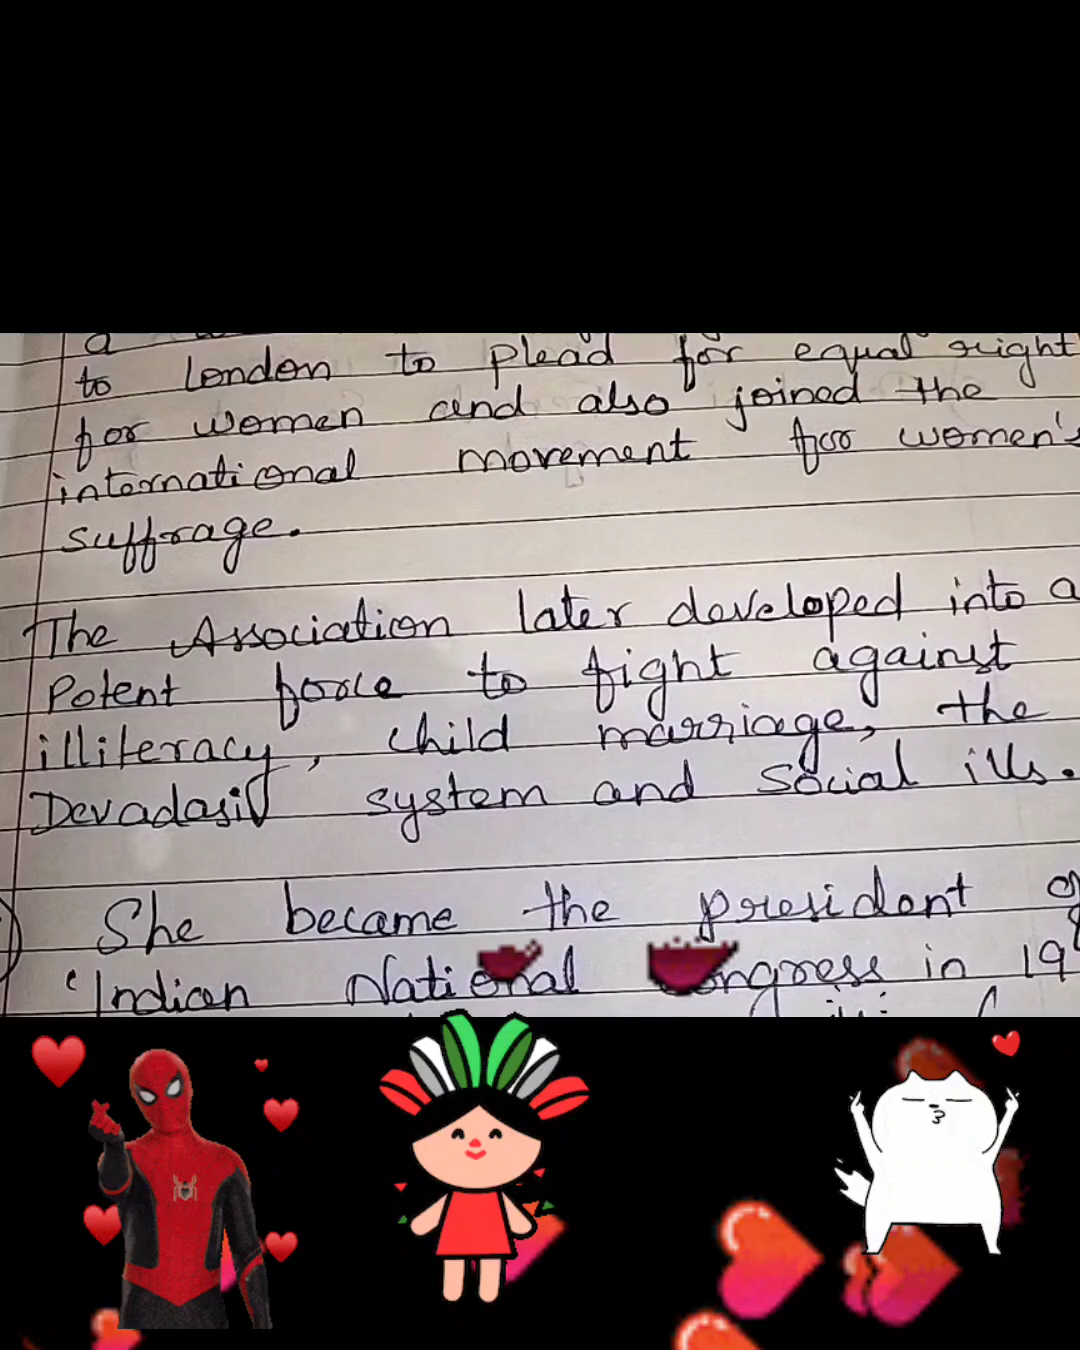 a
to London to plead for equal right
for women and also joined the
international movement for women's
suffrage.
The Association later developed into a
Potent force to fight against
illiteracy, child marriage, the
Devadasi system and Social ills.
She became the president of
'Indian National Congress in 19